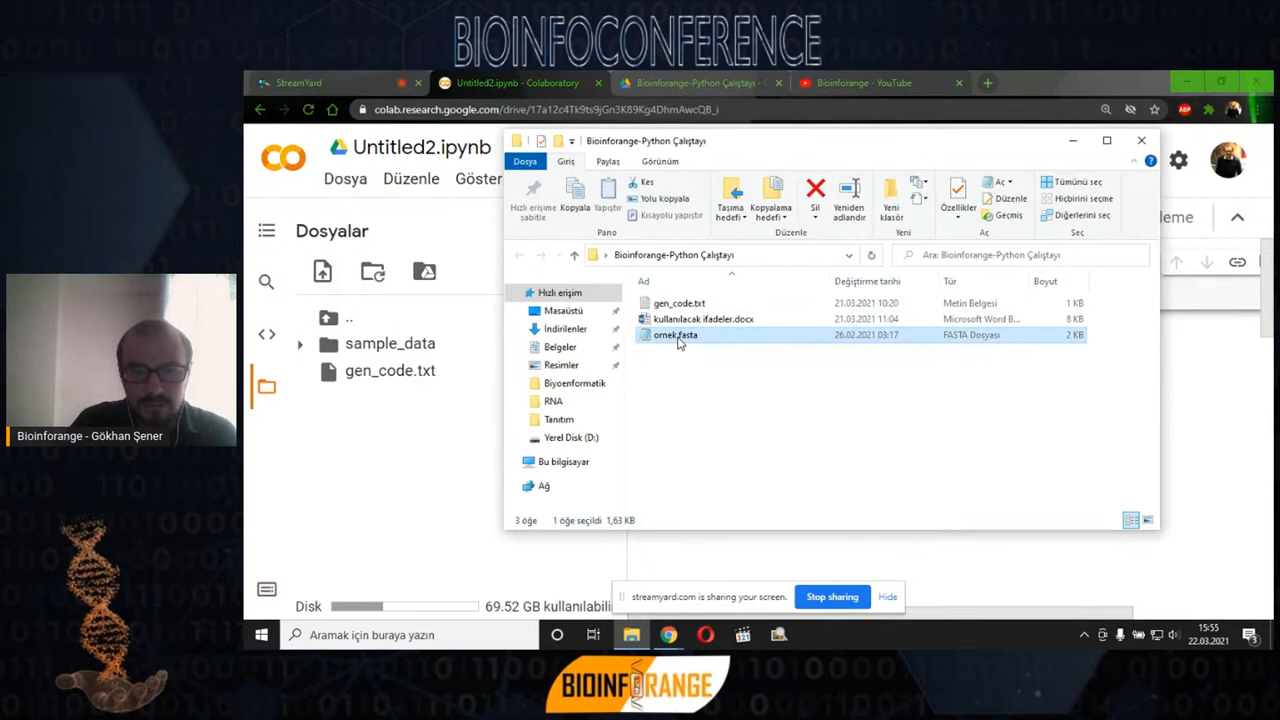 BIOINFOCONFERENCE
StreamYard
Untitled2.ipynb - Colaboratory
Bioinforange-Python Çalıştayı -
Bioinforange - YouTube
colab.research.google.com/drive/17a12c4Tk9ts9jGn3K89Kg4DhmAwcQB_i
Untitled2.ipynb
Dosya
Düzenle
Göster
leme
Dosyalar
..
sample_data
gen_code.txt
Disk
69.52 GB kullanılabili
Bioinforange-Python Çalıştayı
Dosya
Giriş
Paylaş
Görünüm
Hızlı erişime sabitle
Kopyala
Yapıştır
Kes
Yolu kopyala
Kısayolu yapıştır
Pano
Taşıma hedefi
Kopyalama hedefi
Sil
Yeniden adlandır
Düzenle
Yeni klasör
Yeni
Özellikler
Aç
Düzenle
Geçmiş
Aç
Tümünü seç
Hiçbirini seçme
Diğerlerini seç
Seç
Bioinforange-Python Çalıştayı
Ara: Bioinforange-Python Çalıştayı
Ad
Değiştirme tarihi
Tür
Boyut
gen_code.txt
21.03.2021 10:20
Metin Belgesi
1 KB
kullanılacak ifadeler.docx
21.03.2021 11:04
Microsoft Word B...
8 KB
ornek.fasta
26.02.2021 03:17
FASTA Dosyası
2 KB
Hızlı erişim
Masaüstü
İndirilenler
Belgeler
Resimler
Biyoenformatik
RNA
Tanıtım
Yerel Disk (D:)
Bu bilgisayar
Ağ
3 öğe
1 öğe seçildi 1,63 KB
streamyard.com is sharing your screen.
Stop sharing
Hide
Aramak için buraya yazın
15:55
22.03.2021
3
Bioinforange - Gökhan Şener
BIOINFORANGE